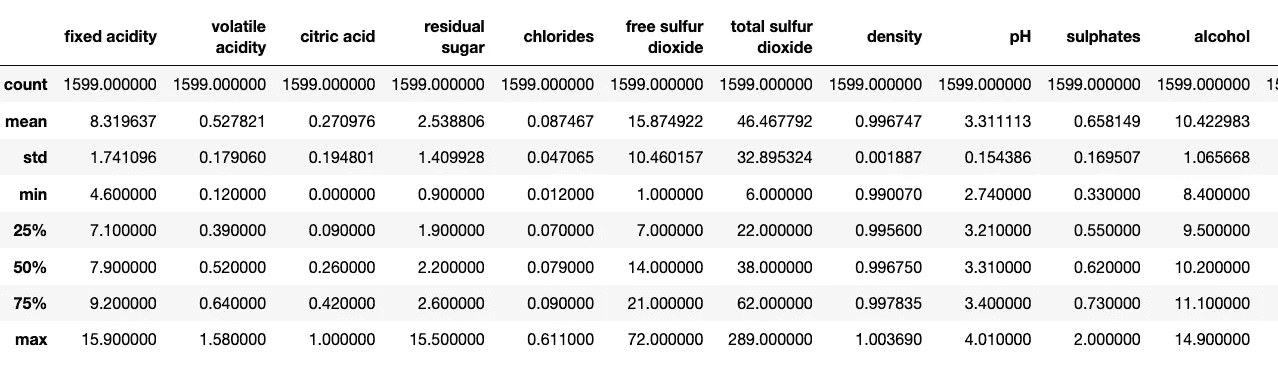 fixed acidity volatile acidity citric acid residual sugar chlorides free sulfur dioxide total sulfur dioxide density pH sulphates alcohol
count 1599.000000 1599.000000 1599.000000 1599.000000 1599.000000 1599.000000 1599.000000 1599.000000 1599.000000 1599.000000 1599.000000 15
mean 8.319637 0.527821 0.270976 2.538806 0.087467 15.874922 46.467792 0.996747 3.311113 0.658149 10.422983
std 1.741096 0.179060 0.194801 1.409928 0.047065 10.460157 32.895324 0.001887 0.154386 0.169507 1.065668
min 4.600000 0.120000 0.000000 0.900000 0.012000 1.000000 6.000000 0.990070 2.740000 0.330000 8.400000
25% 7.100000 0.390000 0.090000 1.900000 0.070000 7.000000 22.000000 0.995600 3.210000 0.550000 9.500000
50% 7.900000 0.520000 0.260000 2.200000 0.079000 14.000000 38.000000 0.996750 3.310000 0.620000 10.200000
75% 9.200000 0.640000 0.420000 2.600000 0.090000 21.000000 62.000000 0.997835 3.400000 0.730000 11.100000
max 15.900000 1.580000 1.000000 15.500000 0.611000 72.000000 289.000000 1.003690 4.010000 2.000000 14.900000